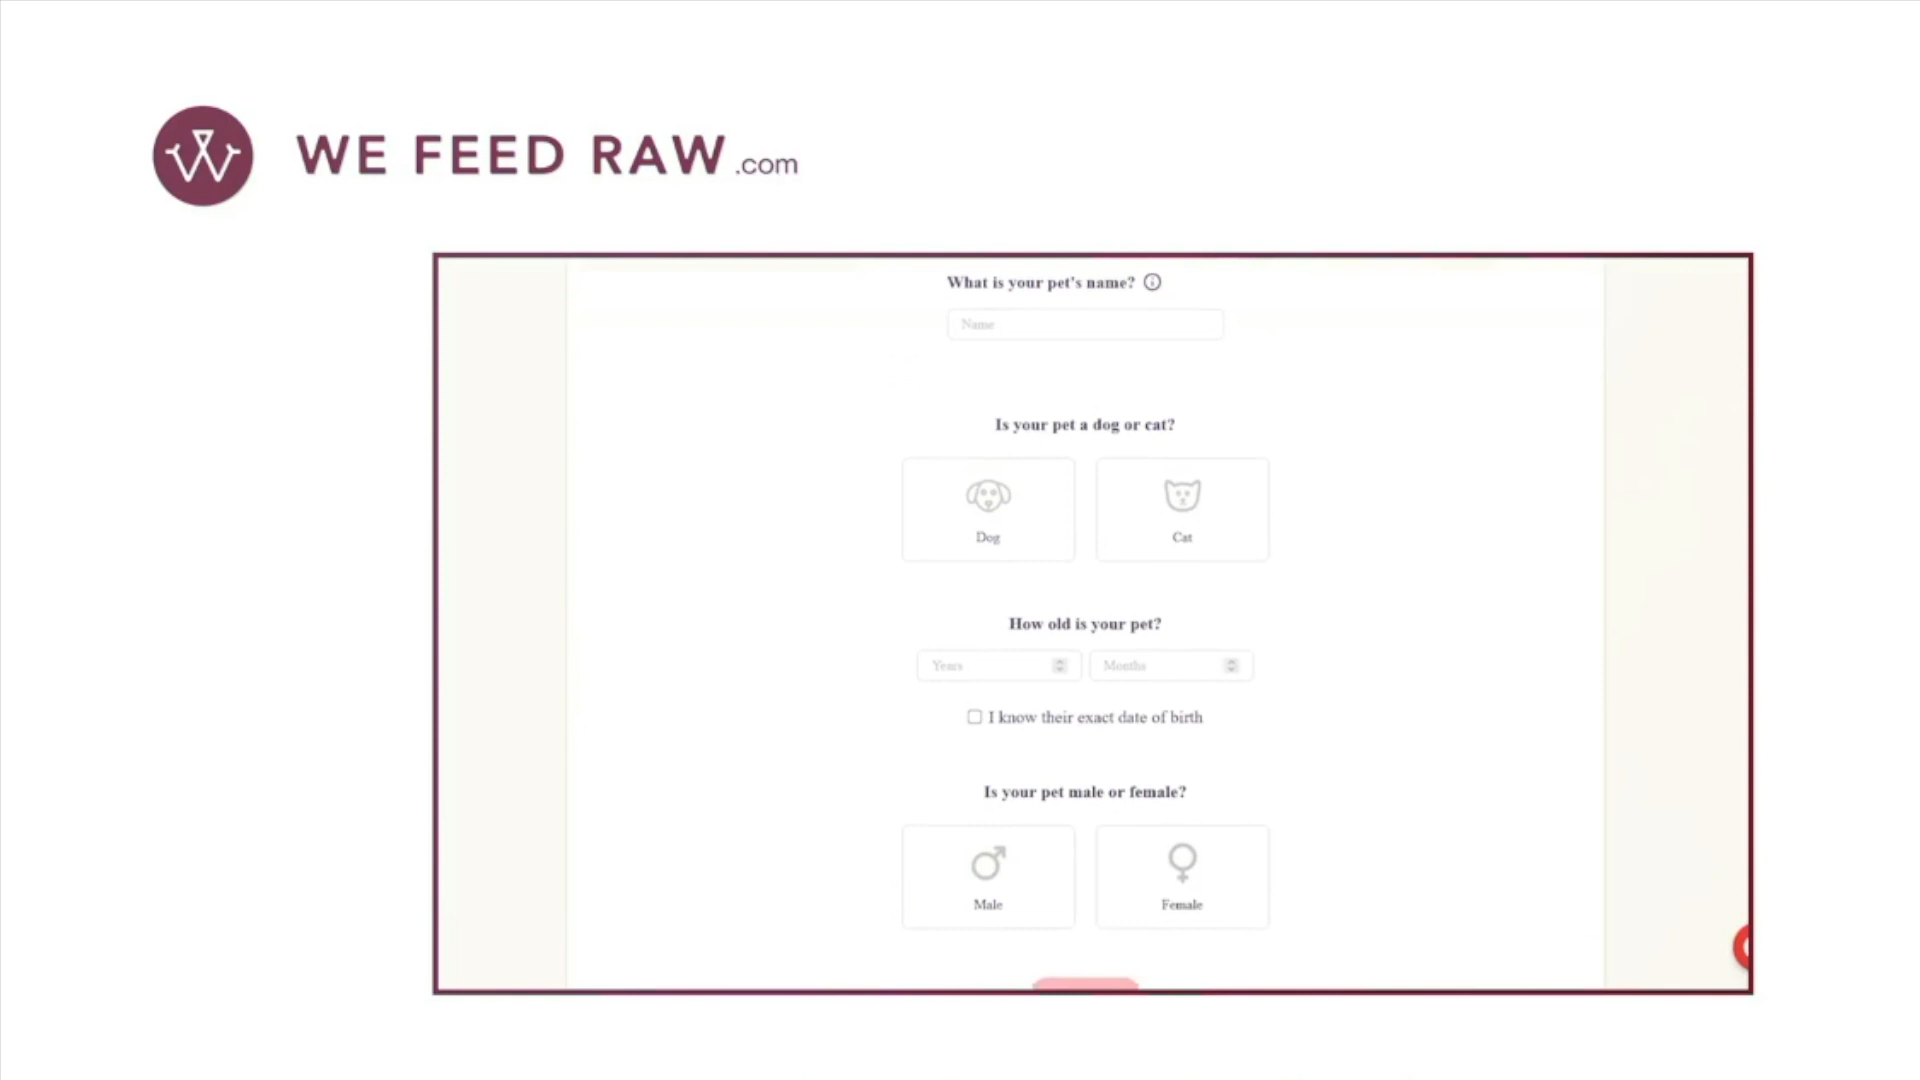 WE FEED RAW.com
What is your pet's name?
Name
Is your pet a dog or cat?
Dog
Cat
How old is your pet?
Years
Months
I know their exact date of birth
Is your pet male or female?
Male
Female